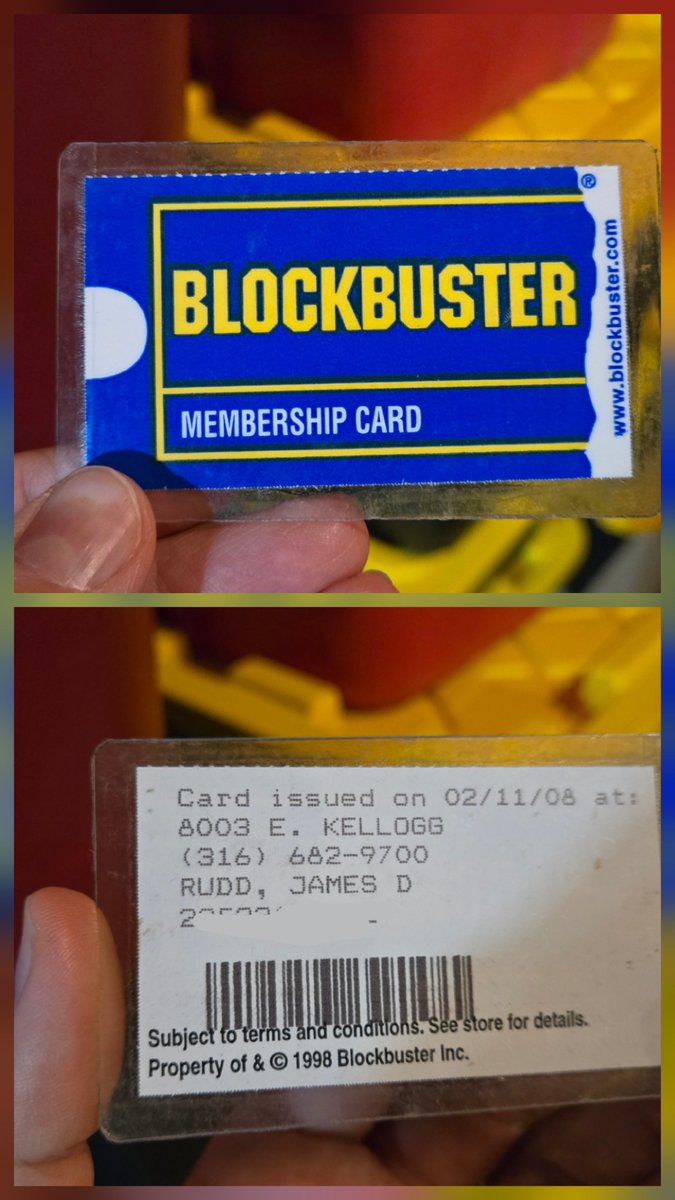 ®
BLOCKBUSTER
MEMBERSHIP CARD
www.blockbuster.com
Card issued on 02/11/08 at:
8003 E. KELLOGG
(316) 682-9700
RUDD, JAMES D
Subject to terms and conditions. See store for details.
Property of & © 1998 Blockbuster Inc.